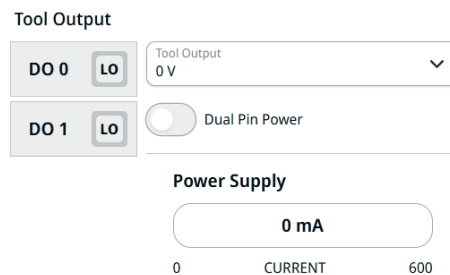 Tool Output
DO 0 LO
Tool Output
0 V
DO 1 LO
Dual Pin Power
Power Supply
0 mA
0 CURRENT 600